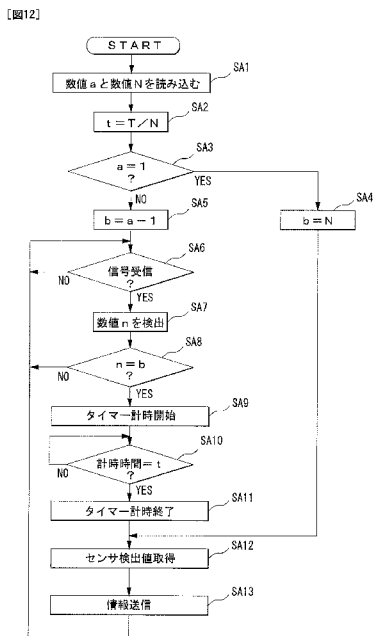 [図12]
START
数値aと数値Nを読み込む
SA1
t=T/N
SA2
a=1
?
SA3
YES
NO
b=a-1
SA5
b=N
SA4
信号受信
?
SA6
NO
YES
数値nを検出
SA7
n=b
?
SA8
NO
YES
タイマー計時開始
SA9
計時時間=t
?
SA10
NO
YES
タイマー計時終了
SA11
センサ検出値取得
SA12
情報送信
SA13